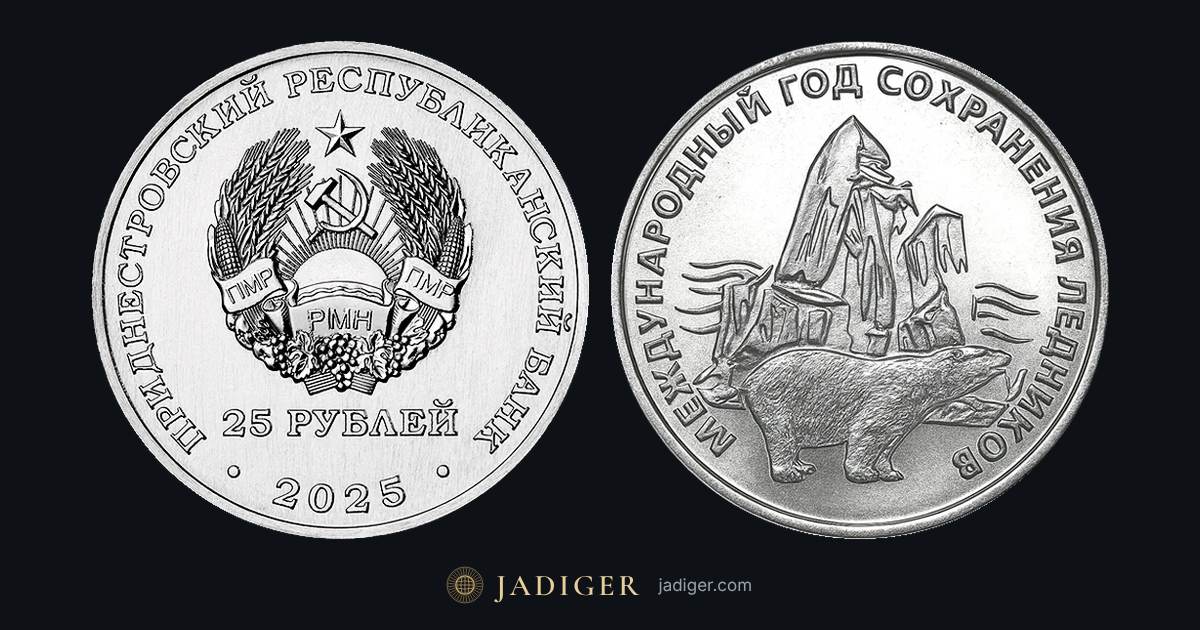 ПРИДНЕСТРОВСКИЙ РЕСПУБЛИКАНСКИЙ БАНК
ПМР
ПМР
РМН
25 РУБЛЕЙ
· 2025 ·
МЕЖДУНАРОДНЫЙ ГОД СОХРАНЕНИЯ ЛЕДНИКОВ
JADIGER jadiger.com